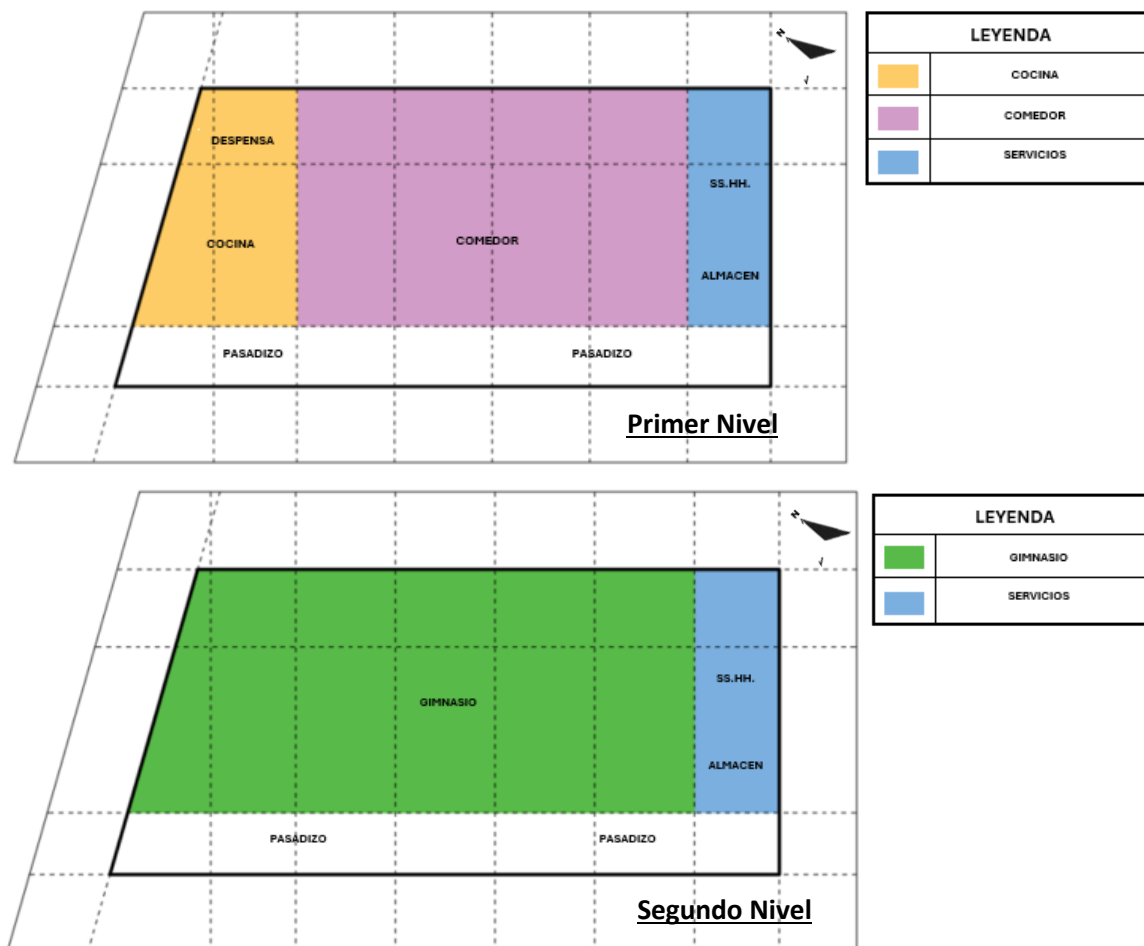 N
LEYENDA
COCINA
COMEDOR
SERVICIOS
DESPENSA
SS.HH.
COCINA
COMEDOR
ALMACEN
PASADIZO
PASADIZO
Primer Nivel
N
LEYENDA
GIMNASIO
SERVICIOS
SS.HH.
GIMNASIO
ALMACEN
PASADIZO
PASADIZO
Segundo Nivel